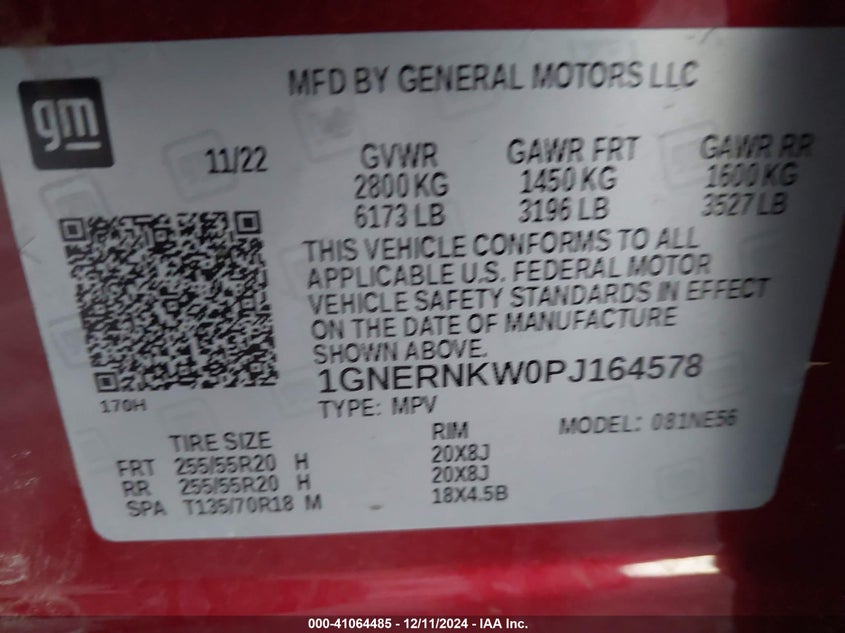 MFD BY GENERAL MOTORS LLC
gm
11/22 GVWR GAWR FRT GAWR RR
2800 KG 1450 KG 1600 KG
6173 LB 3196 LB 3527 LB
THIS VEHICLE CONFORMS TO ALL
APPLICABLE U.S. FEDERAL MOTOR
VEHICLE SAFETY STANDARDS IN EFFECT
ON THE DATE OF MANUFACTURE
SHOWN ABOVE.
1GNERNKW0PJ164578
170H
TYPE: MPV
MODEL: 081NE56
TIRE SIZE RIM
FRT 255/55R20 H 20X8J
RR 255/55R20 H 20X8J
SPA T135/70R18 M 18X4.5B
000-41064485 - 12/11/2024 - IAA Inc.